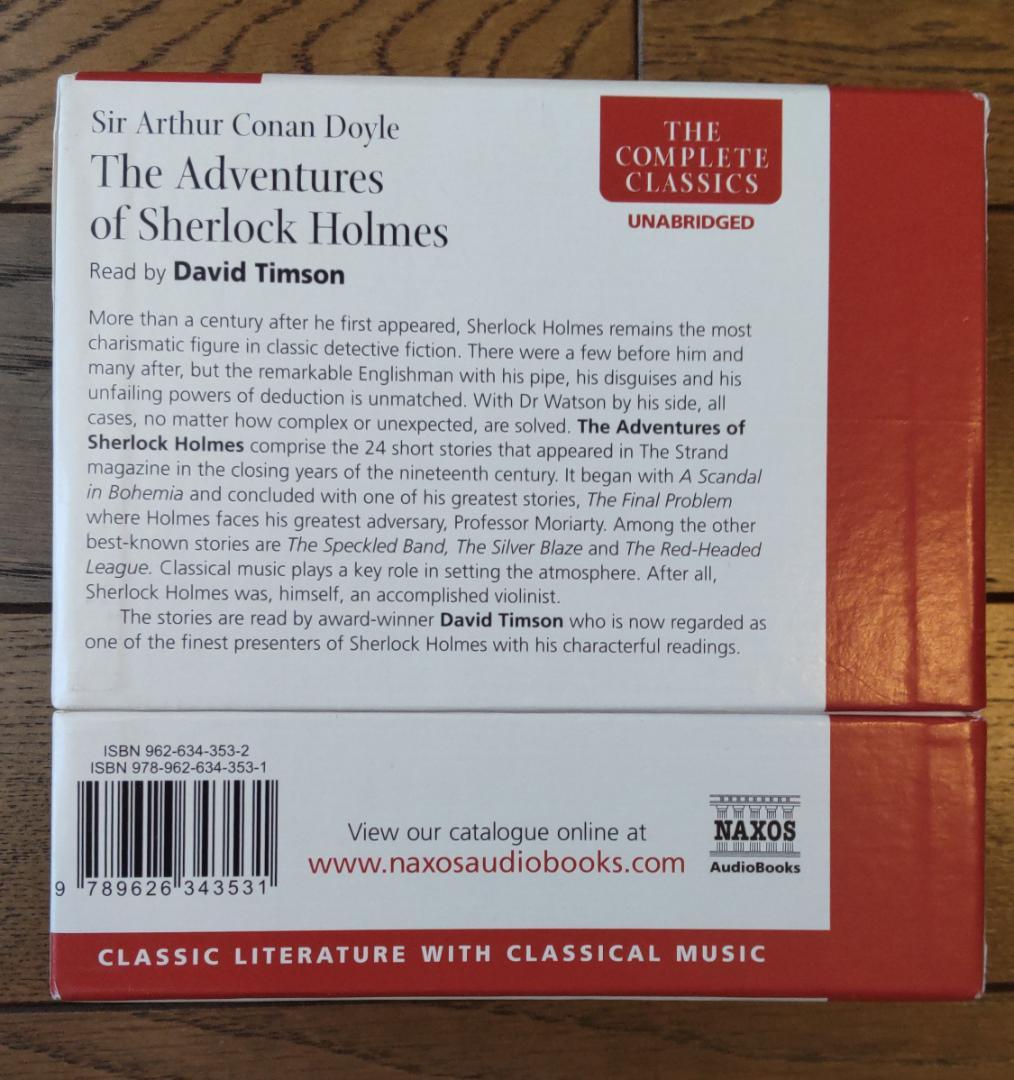 Sir Arthur Conan Doyle
The Adventures
of Sherlock Holmes
Read by David Timson
THE
COMPLETE
CLASSICS
UNABRIDGED
More than a century after he first appeared, Sherlock Holmes remains the most
charismatic figure in classic detective fiction. There were a few before him and
many after, but the remarkable Englishman with his pipe, his disguises and his
unfailing powers of deduction is unmatched. With Dr Watson by his side, all
cases, no matter how complex or unexpected, are solved. The Adventures of
Sherlock Holmes comprise the 24 short stories that appeared in The Strand
magazine in the closing years of the nineteenth century. It began with A Scandal
in Bohemia and concluded with one of his greatest stories, The Final Problem
where Holmes faces his greatest adversary, Professor Moriarty. Among the other
best-known stories are The Speckled Band, The Silver Blaze and The Red-Headed
League. Classical music plays a key role in setting the atmosphere. After all,
Sherlock Holmes was, himself, an accomplished violinist.
The stories are read by award-winner David Timson who is now regarded as
one of the finest presenters of Sherlock Holmes with his characterful readings.
ISBN 962-634-353-2
ISBN 978-962-634-353-1
9 789626 343531
View our catalogue online at
www.naxosaudiobooks.com
NAXOS
AudioBooks
CLASSIC LITERATURE WITH CLASSICAL MUSIC